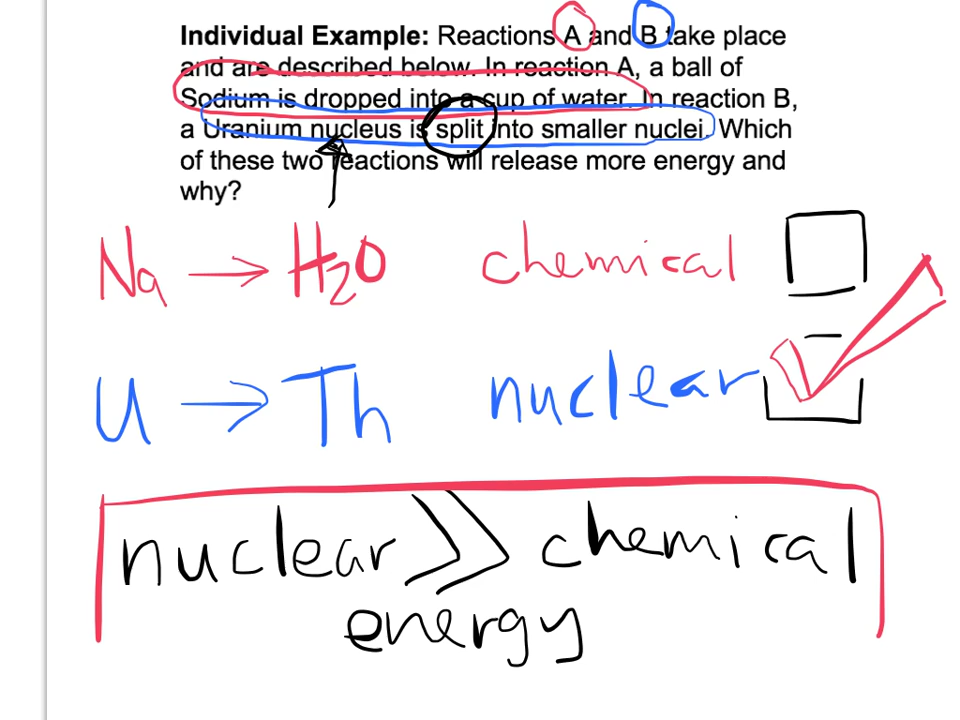 Individual Example: Reactions A and B take place
and are described below. In reaction A, a ball of
Sodium is dropped into a cup of water. In reaction B,
a Uranium nucleus is split into smaller nuclei. Which
of these two reactions will release more energy and
why?
Na → H₂O chemical
U → Th nuclear
nuclear >> chemical
energy